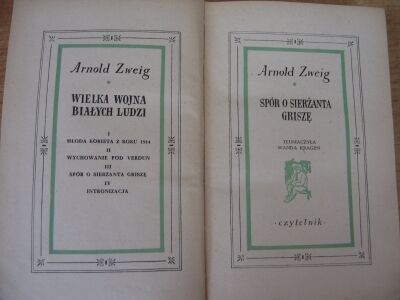 Arnold Zweig
WIELKA WOJNA
BIAŁYCH LUDZI
I
MŁODA KOBIETA Z ROKU 1914
II
WYCHOWANIE POD VERDUN
III
SPÓR O SIERŻANTA GRISZĘ
IV
INTRONIZACJA
Arnold Zweig
SPÓR O SIERŻANTA
GRISZĘ
TŁUMACZYŁA
WANDA KRAGEN
·czytelnik·